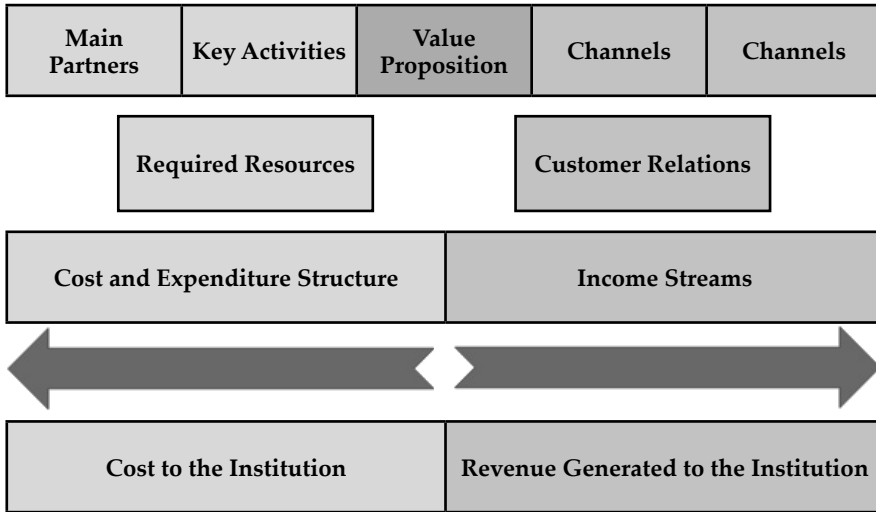 Main
Partners
Key Activities
Value
Proposition
Channels
Channels
Required Resources
Customer Relations
Cost and Expenditure Structure
Income Streams
Cost to the Institution
Revenue Generated to the Institution